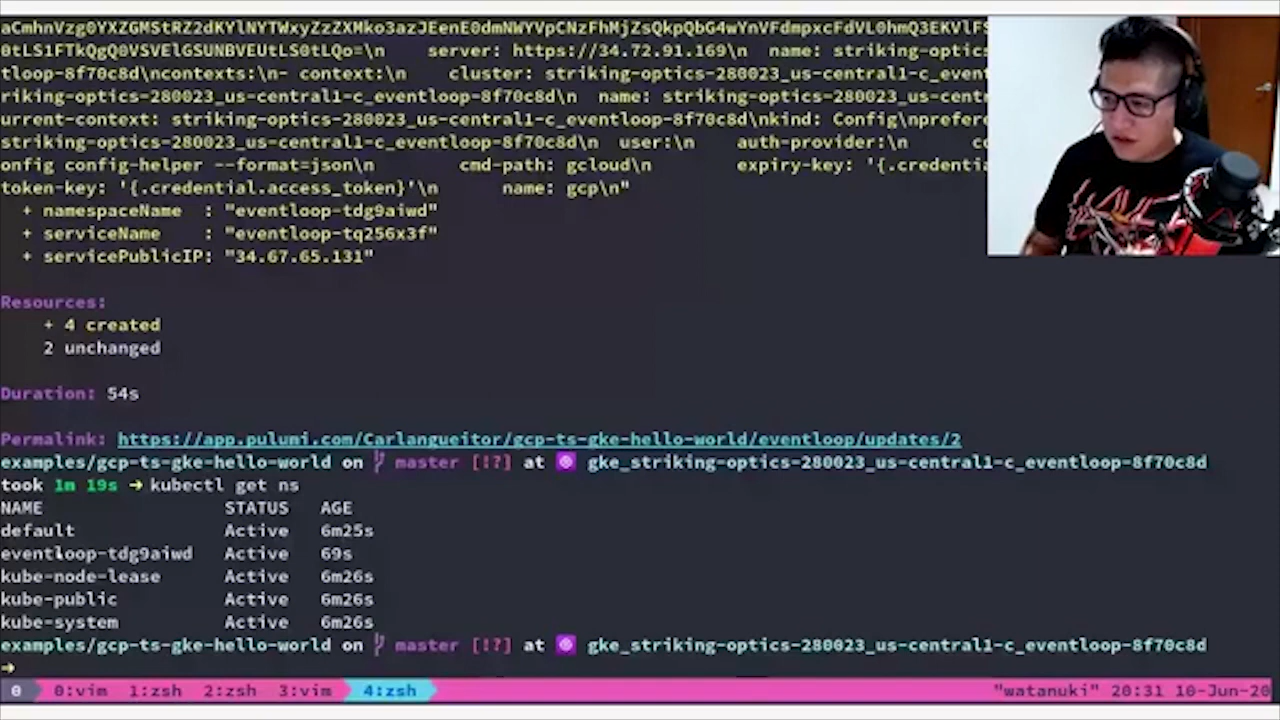 aCmhnVzg0YXZGMStRZ2dKYlNYTWxyZzZXMko3azJEenE0dmNWYVpCNzFhMjZsQkpQbG4wYnVFdmpxcFdVL0hmQ3EKVlFS
0tLS1FTkQgQ0VSVElGSUNBVEUtLS0tLQo=\n    server: https://34.72.91.169\n  name: striking-optics
tloop-8f70c8d\ncontexts:\n- context:\n    cluster: striking-optics-280023_us-central1-c_event
riking-optics-280023_us-central1-c_eventloop-8f70c8d\n  name: striking-optics-280023_us-centr
urrent-context: striking-optics-280023_us-central1-c_eventloop-8f70c8d\nkind: Config\nprefer
striking-optics-280023_us-central1-c_eventloop-8f70c8d\n  user:\n    auth-provider:\n      co
onfig config-helper --format=json\n        cmd-path: gcloud\n        expiry-key: '{.credentia
token-key: '{.credential.access_token}'\n      name: gcp\n"
+ namespaceName  : "eventloop-tdg9aiwd"
+ serviceName    : "eventloop-tq256x3f"
+ servicePublicIP: "34.67.65.131"
Resources:
+ 4 created
2 unchanged
Duration: 54s
Permalink: https://app.pulumi.com/Carlangueitor/gcp-ts-gke-hello-world/eventloop/updates/2
examples/gcp-ts-gke-hello-world on master [!?] at gke_striking-optics-280023_us-central1-c_eventloop-8f70c8d
took 1m 19s → kubectl get ns
NAME STATUS AGE
default Active 6m25s
eventloop-tdg9aiwd Active 69s
kube-node-lease Active 6m26s
kube-public Active 6m26s
kube-system Active 6m26s
examples/gcp-ts-gke-hello-world on master [!?] at gke_striking-optics-280023_us-central1-c_eventloop-8f70c8d
→
0 0:vim 1:zsh 2:zsh 3:vim 4:zsh "watanuki" 20:31 10-Jun-20